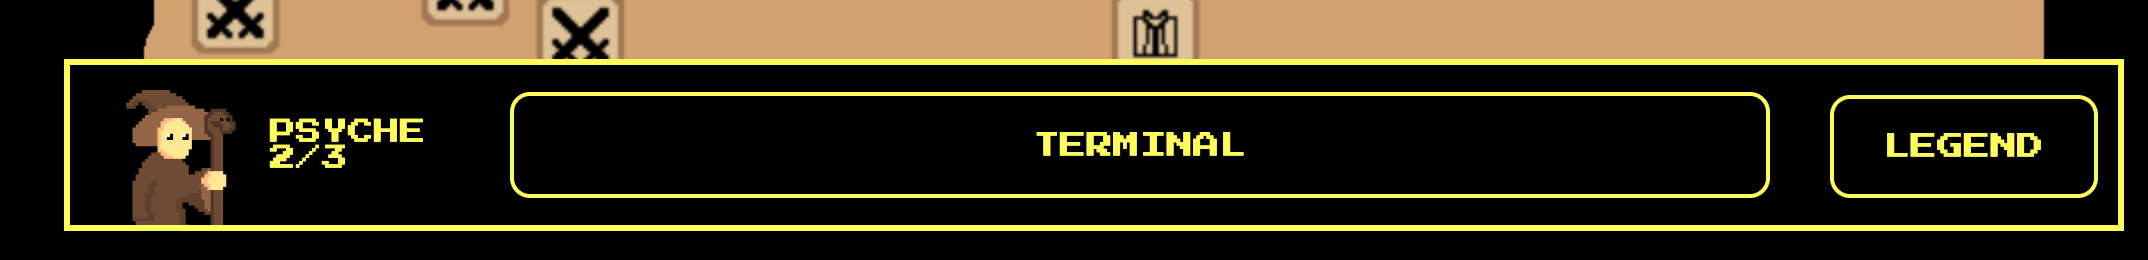 PSYCHE
2/3
TERMINAL
LEGEND